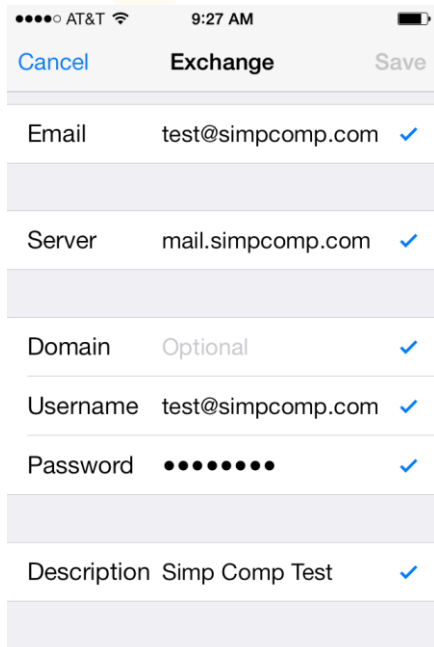 AT&T 9:27 AM
Cancel Exchange Save
Email test@simpcomp.com
Server mail.simpcomp.com
Domain Optional
Username test@simpcomp.com
Password ••••••••
Description Simp Comp Test